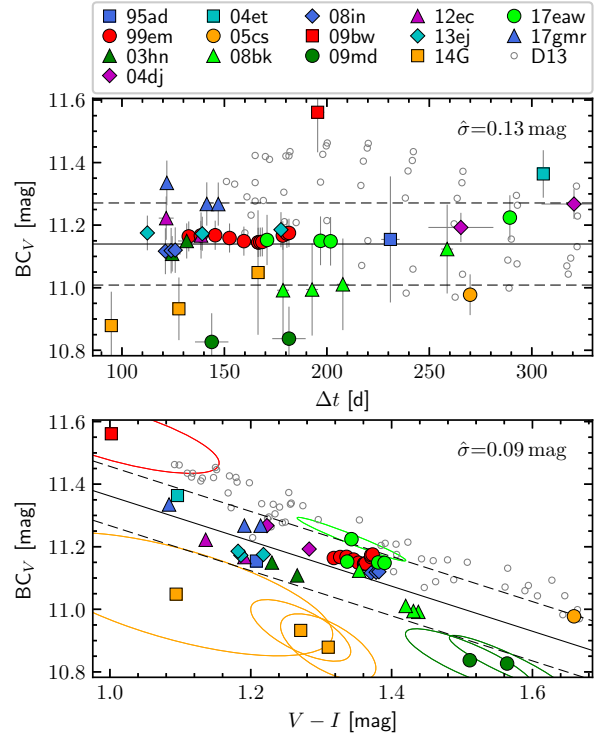 95ad 04et 08in 12ec 17eaw
99em 05cs 09bw 13ej 17gmr
03hn 08bk 09md 14G D13
04dj
11.6
11.4
11.2
11.0
10.8
BC_V [mag]
σ̂=0.13 mag
100 150 200 250 300
Δt [d]
11.6
11.4
11.2
11.0
10.8
BC_V [mag]
σ̂=0.09 mag
1.0 1.2 1.4 1.6
V − I [mag]